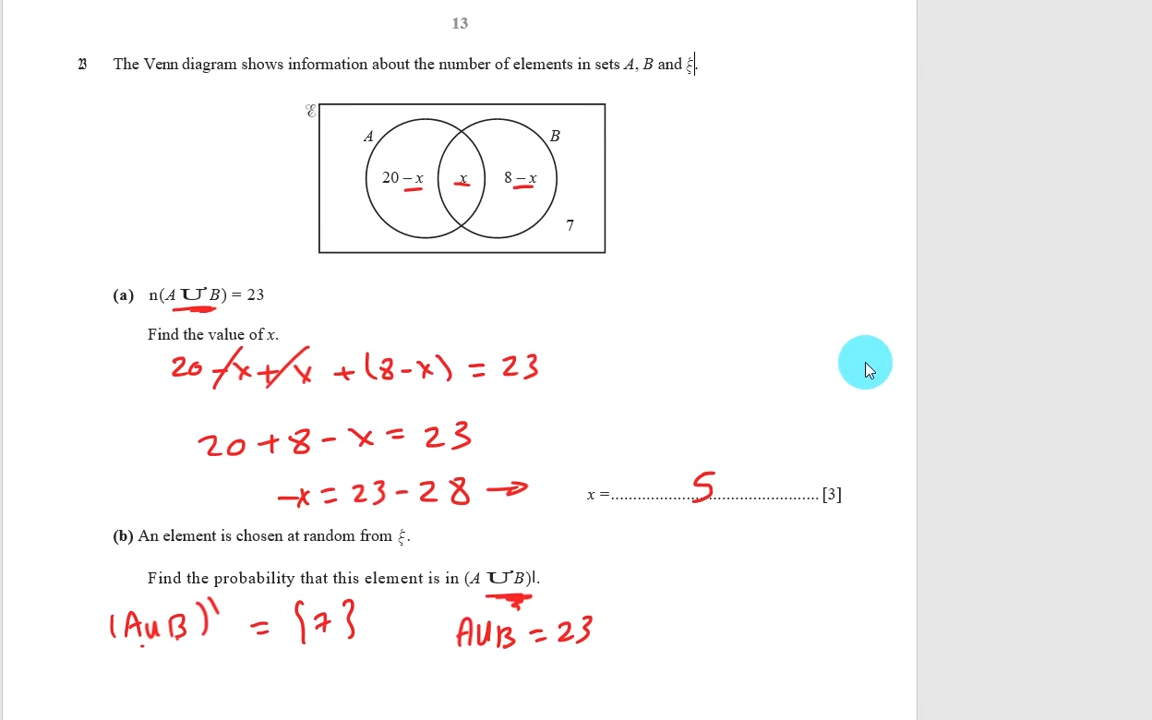 13
23 The Venn diagram shows information about the number of elements in sets A, B and ξ.
ℰ
A B
20 – x x 8 – x
7
(a) n(A U B) = 23
Find the value of x.
20 - x + x + (8 - x) = 23
20 + 8 - x = 23
-x = 23 - 28 →
x =........................5........................[3]
(b) An element is chosen at random from ξ.
Find the probability that this element is in (A U B)|.
(A u B)' = {7} AUB = 23